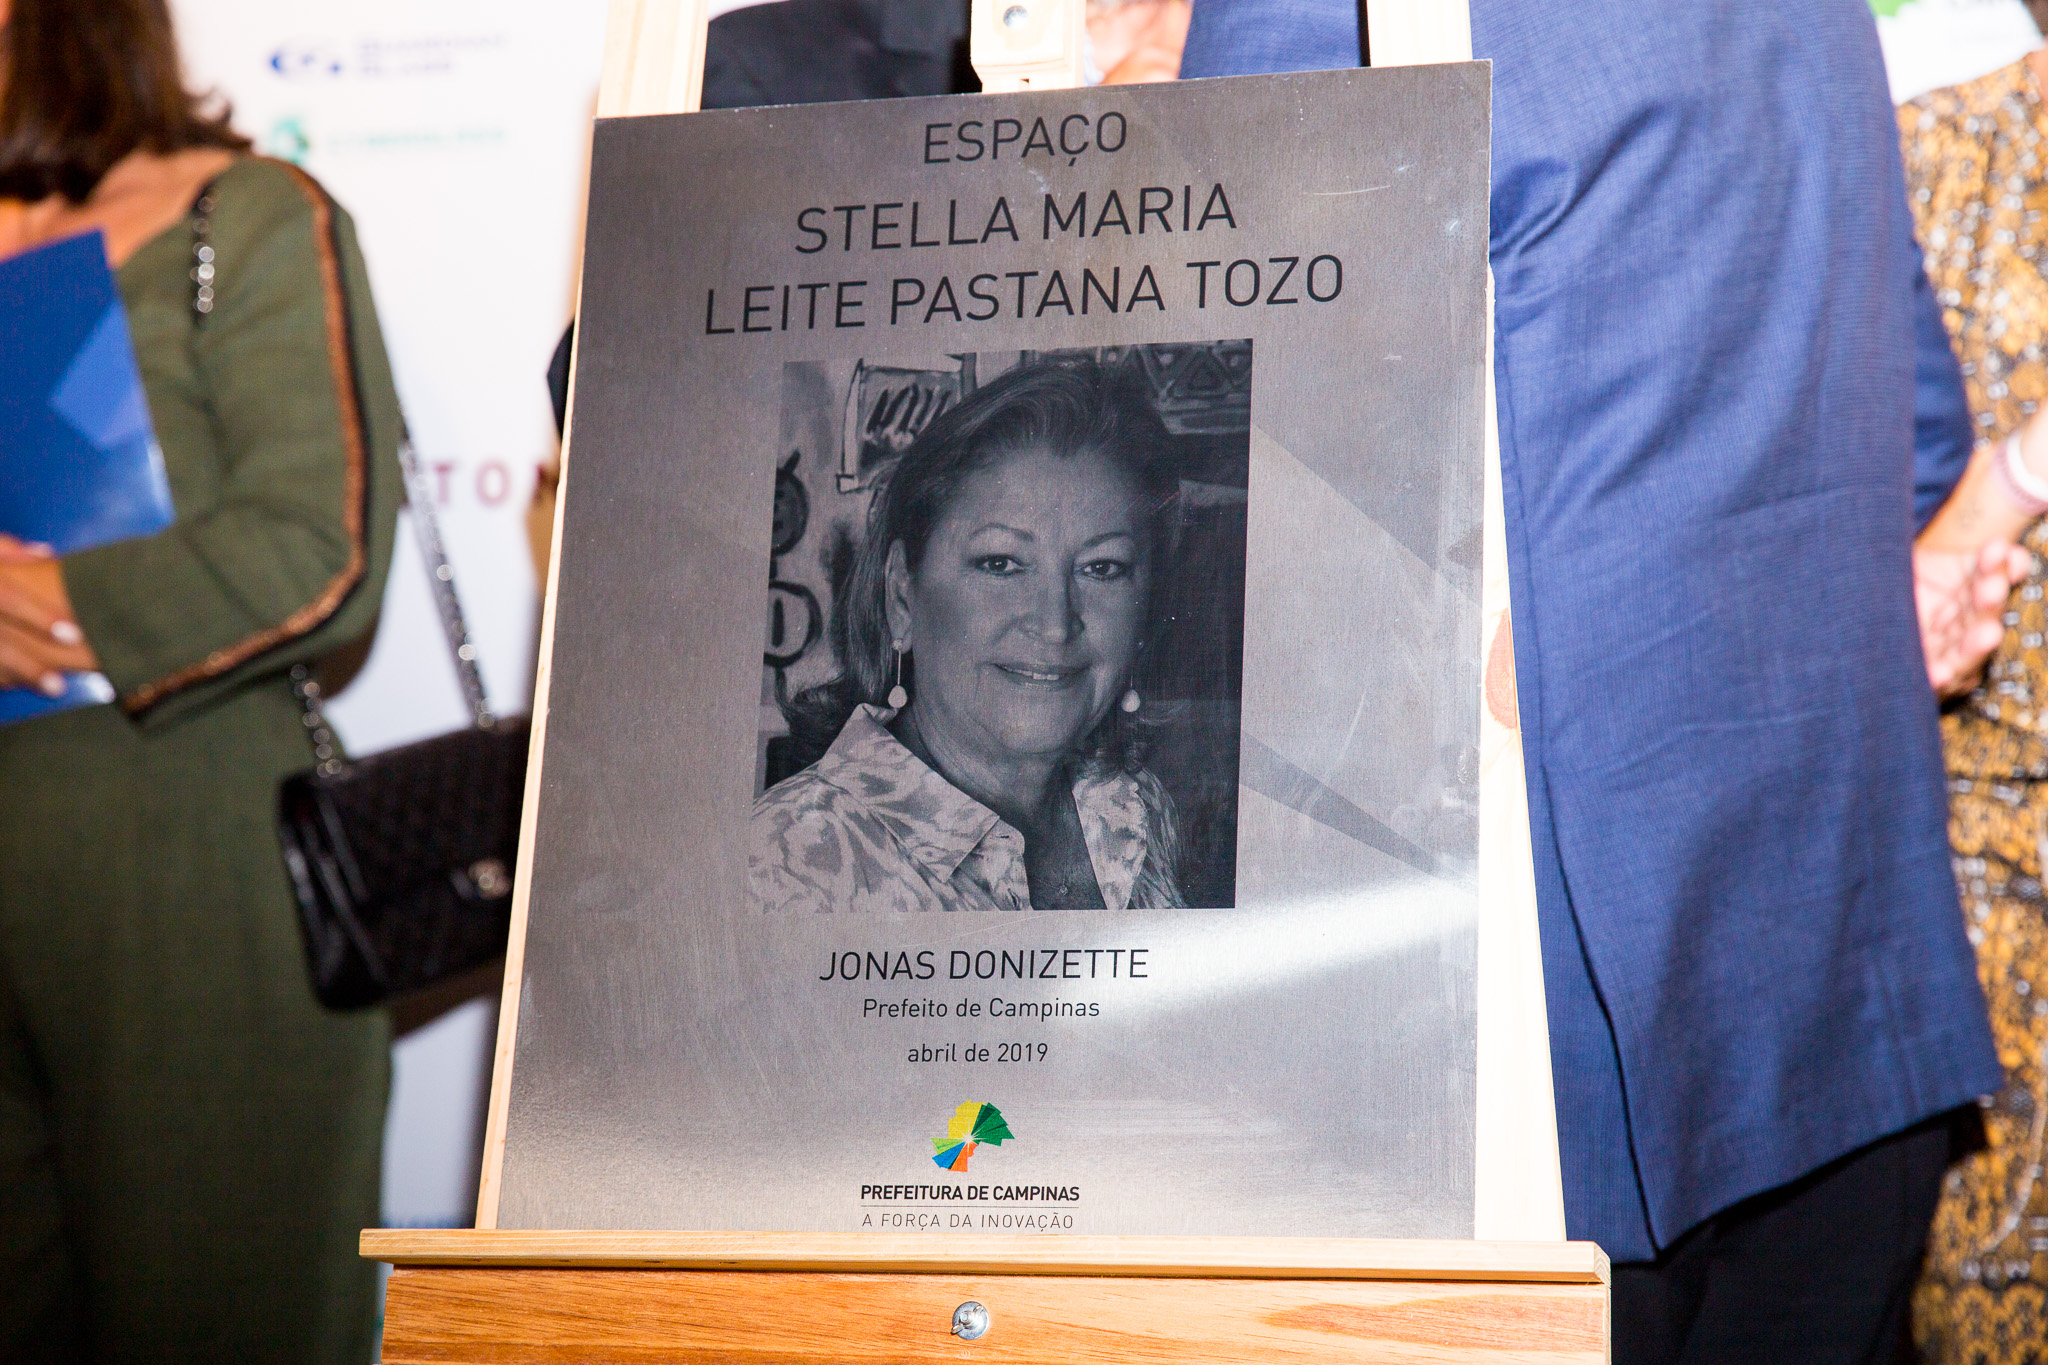 ESPAÇO
STELLA MARIA
LEITE PASTANA TOZO
JONAS DONIZETTE
Prefeito de Campinas
abril de 2019
PREFEITURA DE CAMPINAS
A FORÇA DA INOVAÇÃO